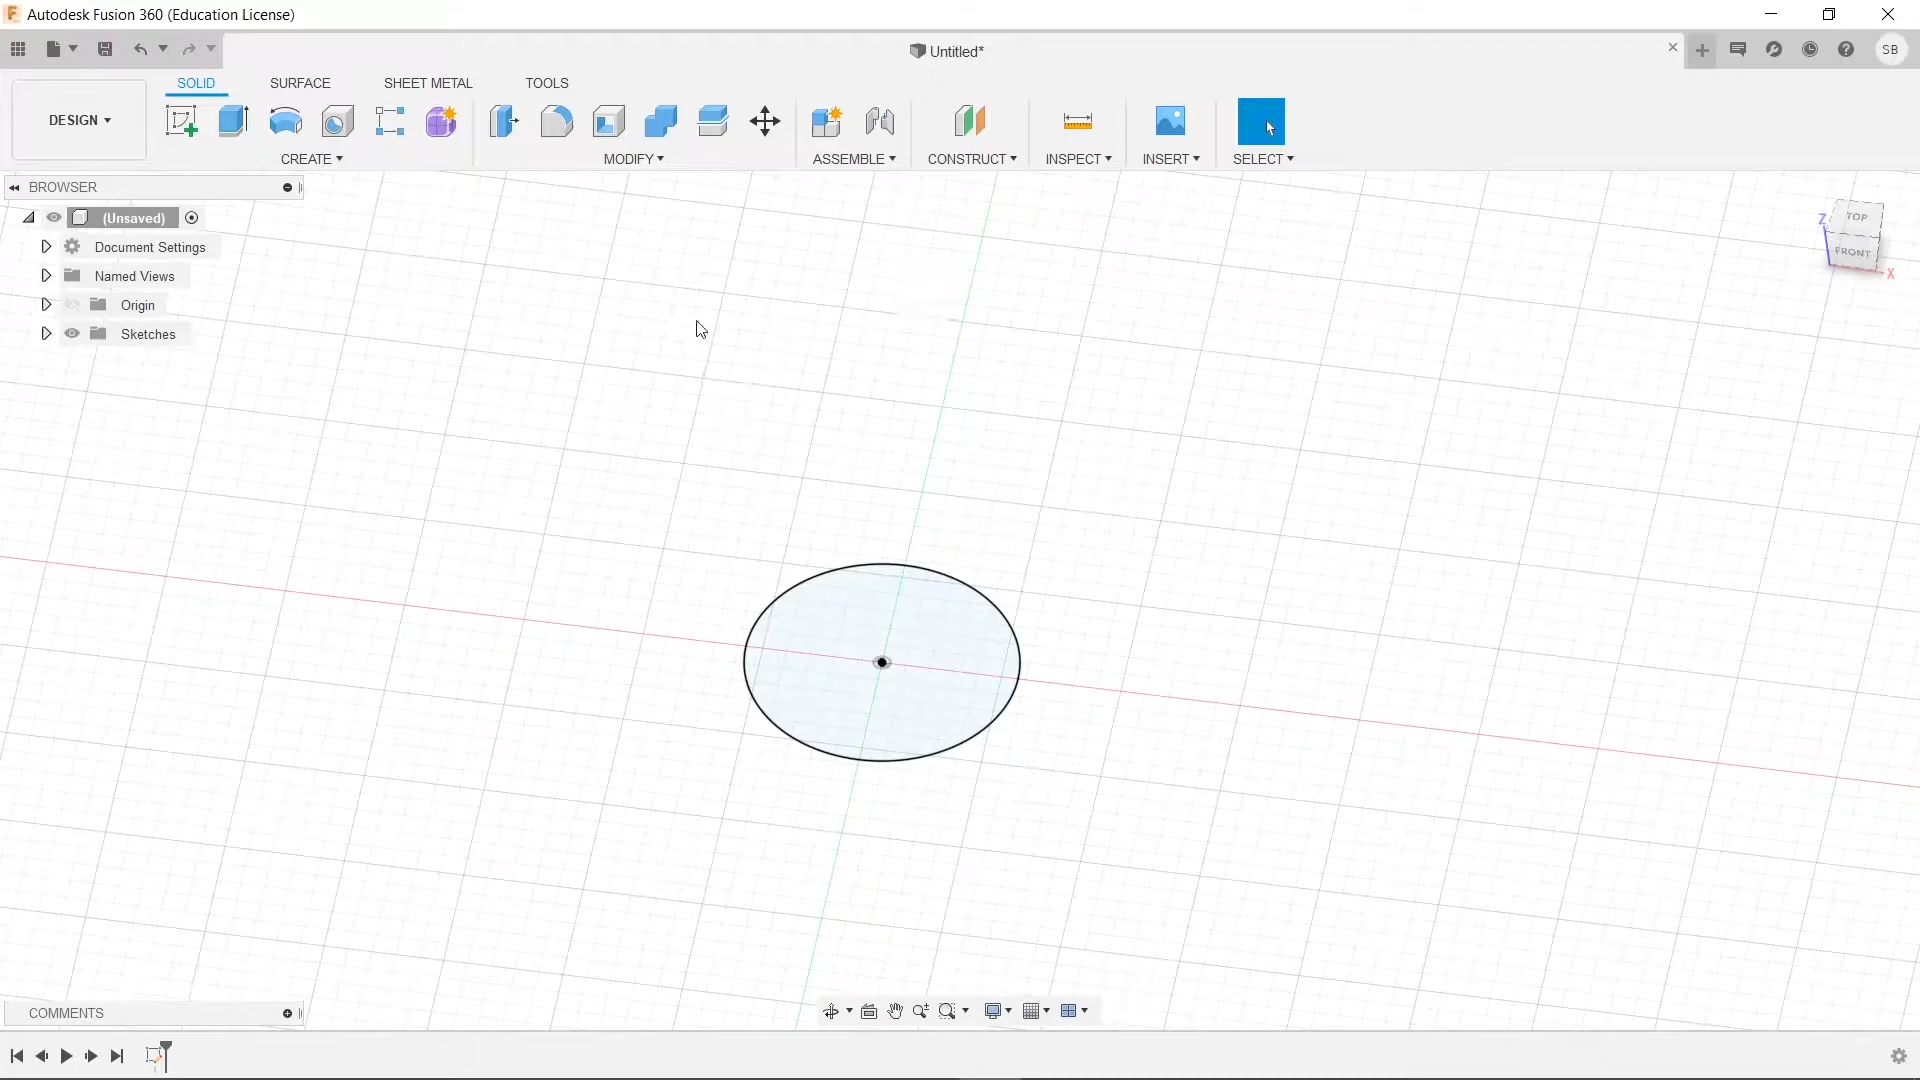 Autodesk Fusion 360 (Education License)
Untitled*
SB
DESIGN
SOLID
SURFACE
SHEET METAL
TOOLS
CREATE
MODIFY
ASSEMBLE
CONSTRUCT
INSPECT
INSERT
SELECT
BROWSER
(Unsaved)
Document Settings
Named Views
Origin
Sketches
TOP
Z
FRONT
X
COMMENTS